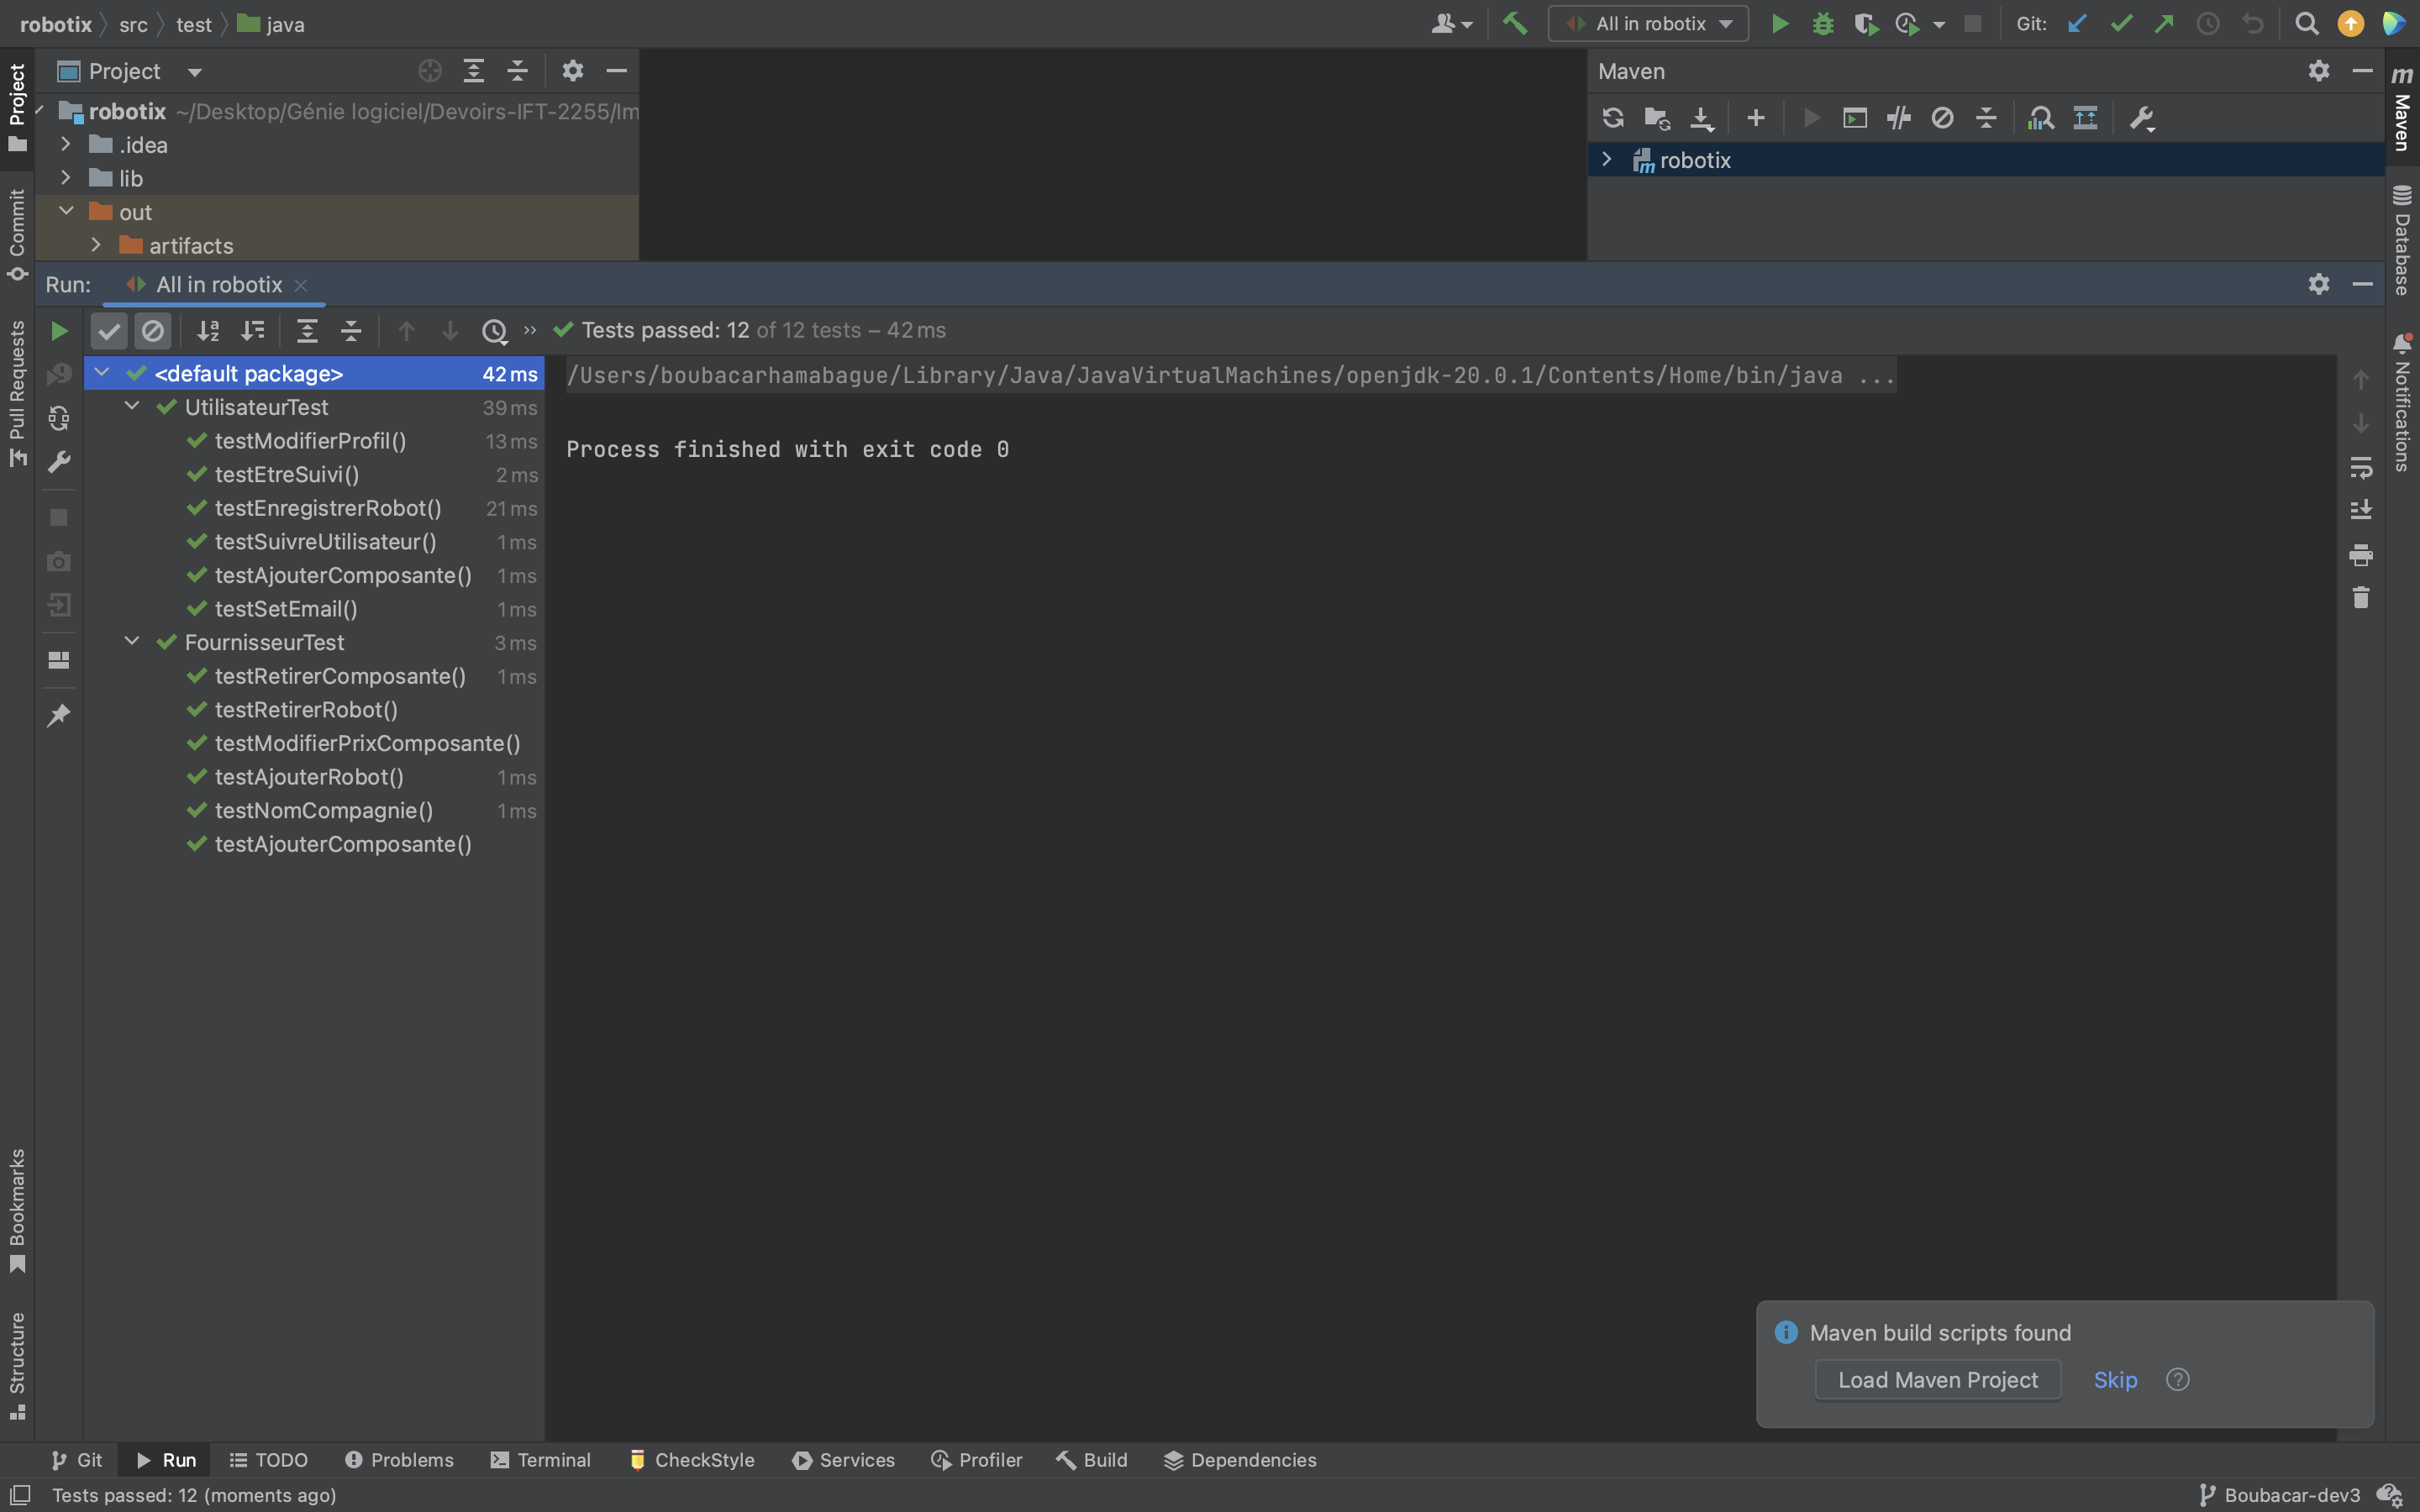 robotix
src
test
java
All in robotix
Git:
Project
Maven
robotix ~/Desktop/Génie logiciel/Devoirs-IFT-2255/Im
.idea
lib
out
artifacts
robotix
Run:
All in robotix
Tests passed: 12 of 12 tests – 42 ms
<default package> 42 ms
UtilisateurTest 39 ms
testModifierProfil() 13 ms
testEtreSuivi() 2 ms
testEnregistrerRobot() 21 ms
testSuivreUtilisateur() 1 ms
testAjouterComposante() 1 ms
testSetEmail() 1 ms
FournisseurTest 3 ms
testRetirerComposante() 1 ms
testRetirerRobot()
testModifierPrixComposante()
testAjouterRobot() 1 ms
testNomCompagnie() 1 ms
testAjouterComposante()
/Users/boubacarhamabague/Library/Java/JavaVirtualMachines/openjdk-20.0.1/Contents/Home/bin/java ...
Process finished with exit code 0
Project
Commit
Pull Requests
Bookmarks
Structure
m
Maven
Database
Notifications
Maven build scripts found
Load Maven Project
Skip
?
Git
Run
TODO
Problems
Terminal
CheckStyle
Services
Profiler
Build
Dependencies
Tests passed: 12 (moments ago)
Boubacar-dev3